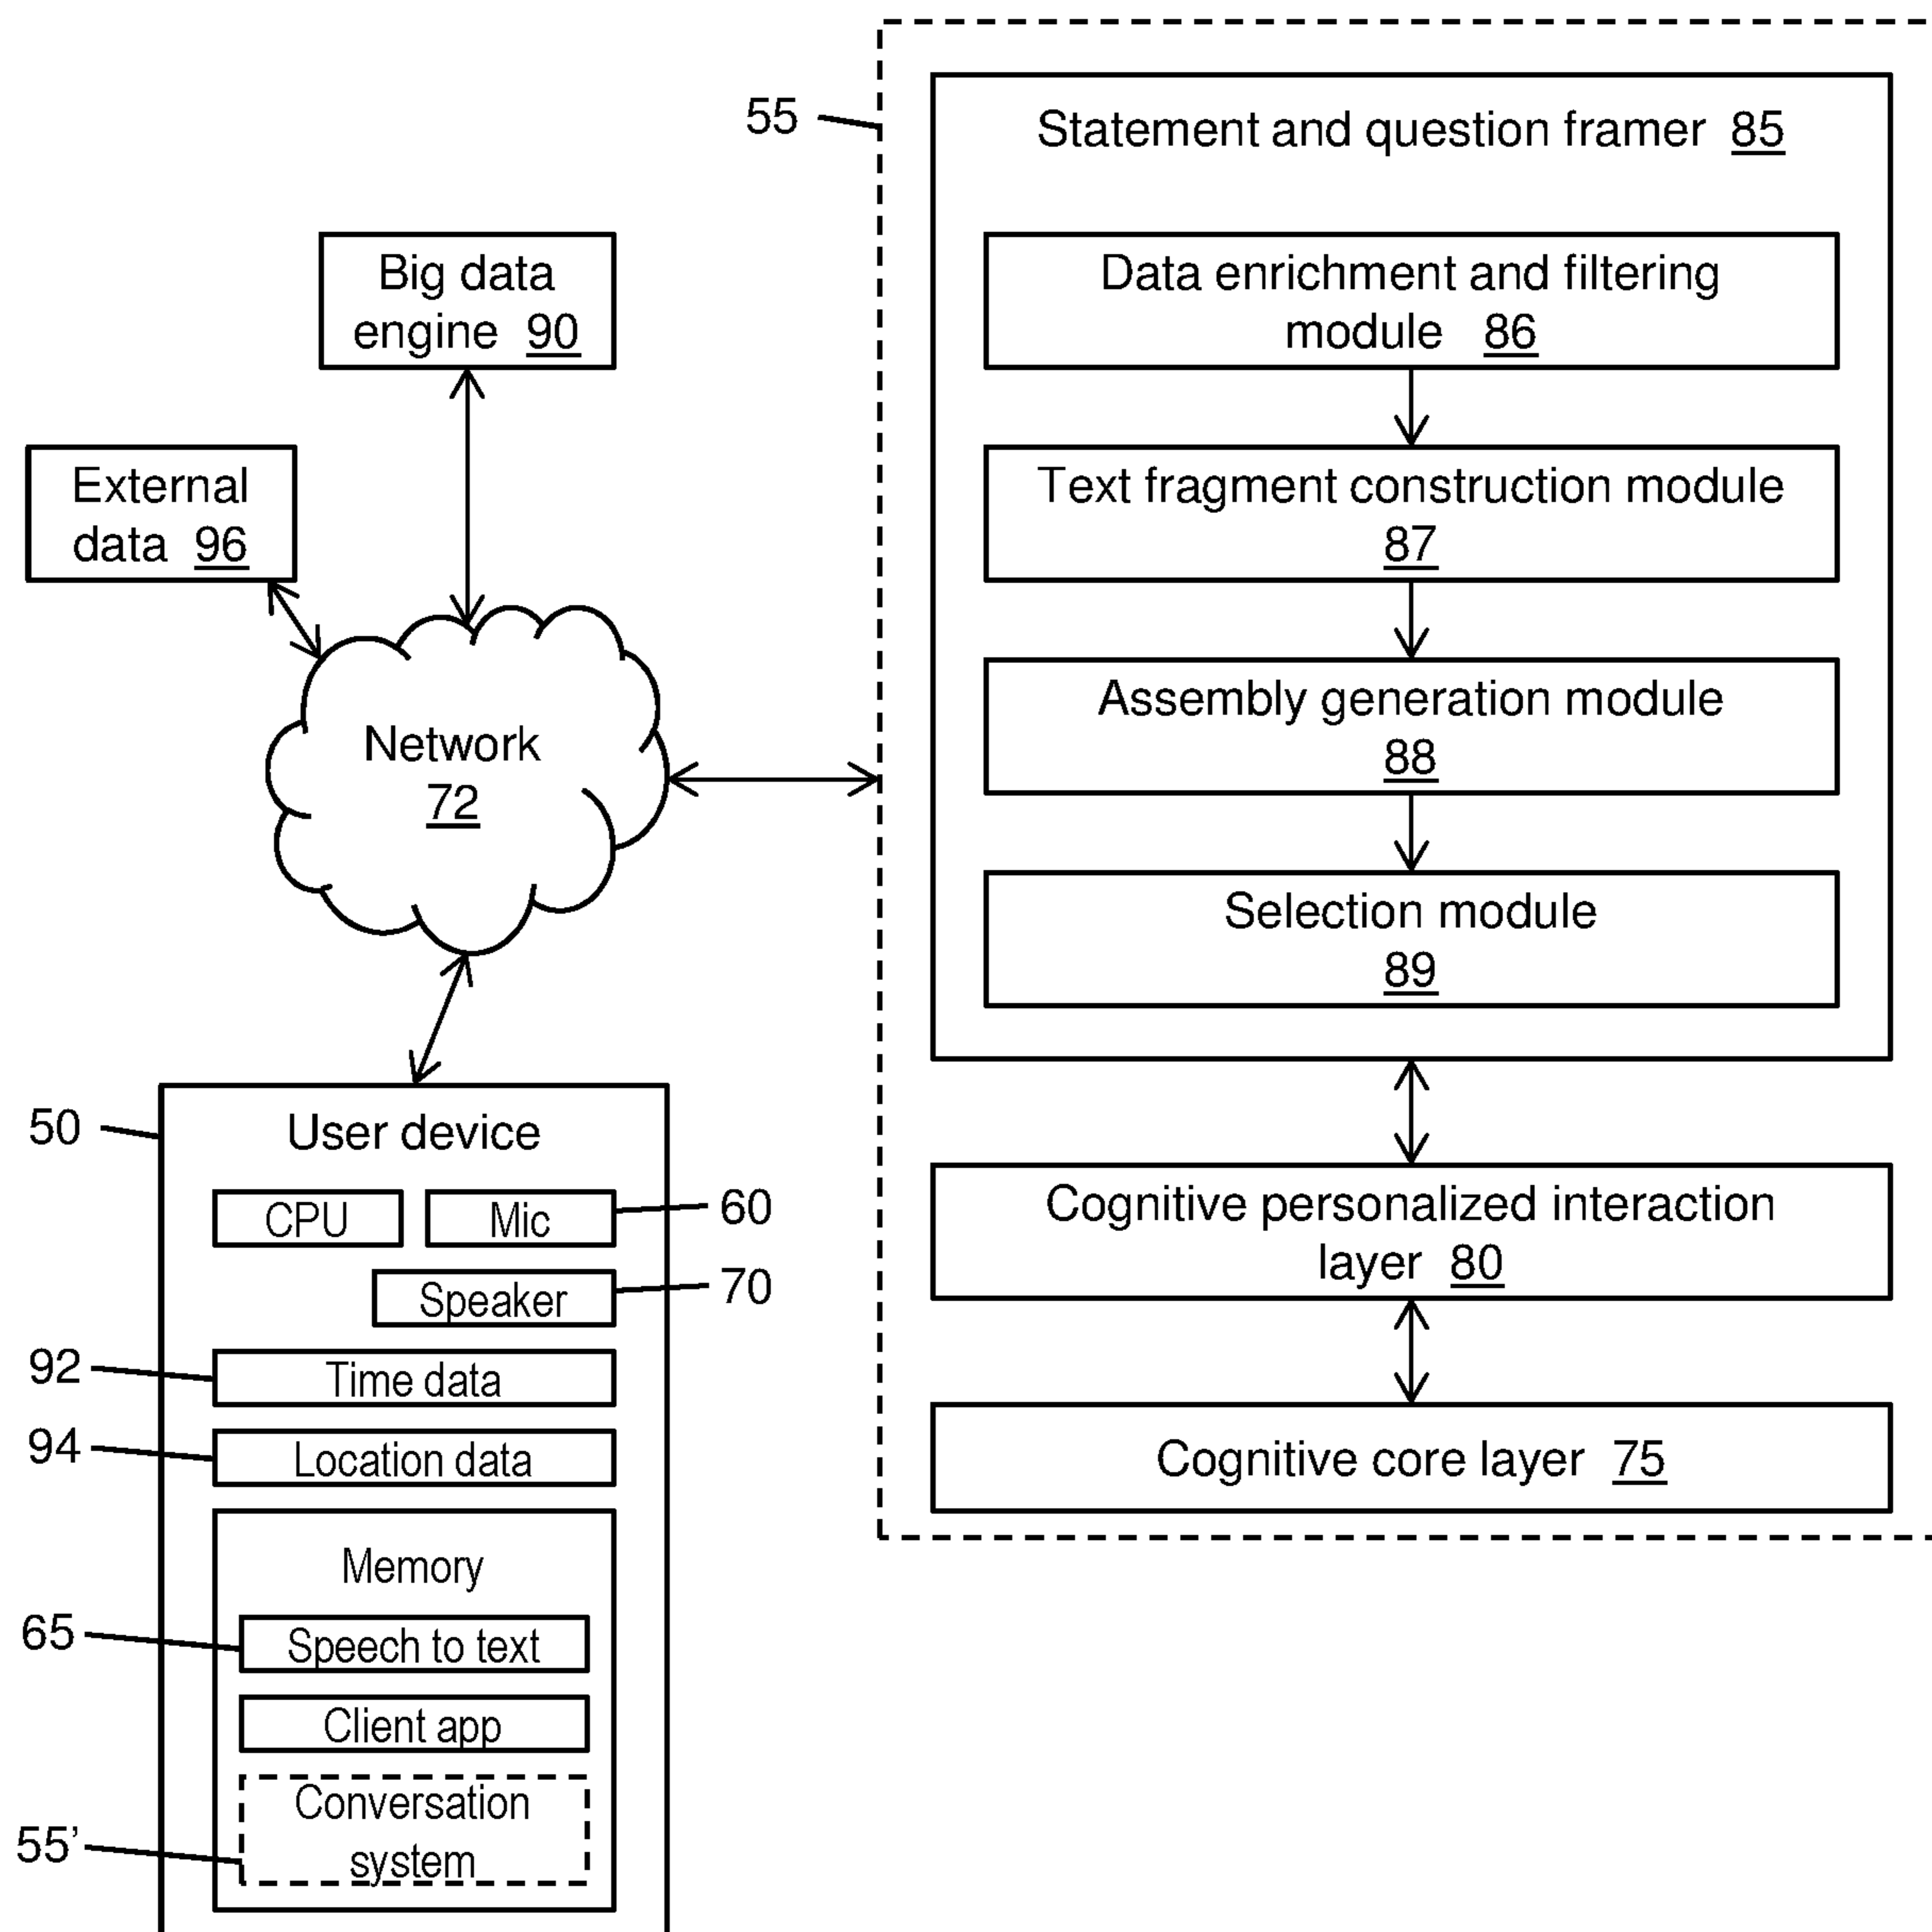 55
Statement and question framer 85
Data enrichment and filtering
module 86
Text fragment construction module
87
Assembly generation module
88
Selection module
89
Cognitive personalized interaction
layer 80
Cognitive core layer 75
Big data
engine 90
External
data 96
Network
72
50
User device
CPU
Mic
60
Speaker
70
92
Time data
94
Location data
Memory
65
Speech to text
Client app
55’
Conversation
system